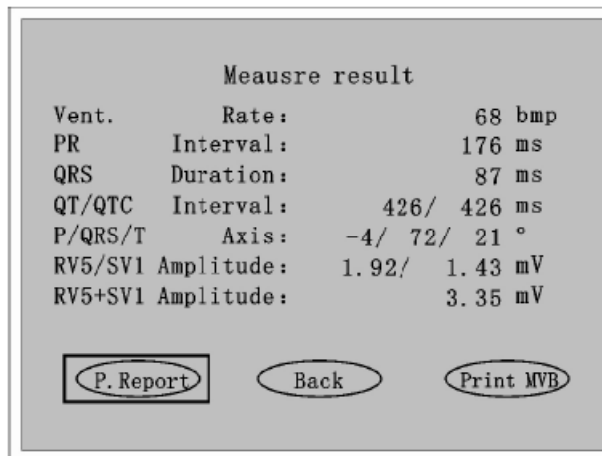 Meausre result
Vent. Rate: 68 bmp
PR Interval: 176 ms
QRS Duration: 87 ms
QT/QTC Interval: 426/ 426 ms
P/QRS/T Axis: -4/ 72/ 21 °
RV5/SV1 Amplitude: 1.92/ 1.43 mV
RV5+SV1 Amplitude: 3.35 mV
P.Report Back Print MVB